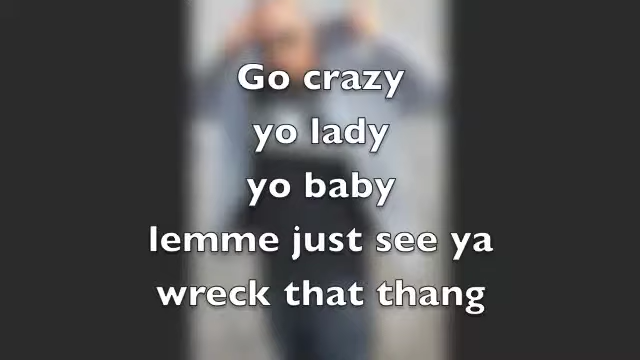 Go crazy
yo lady
yo baby
lemme just see ya
wreck that thang